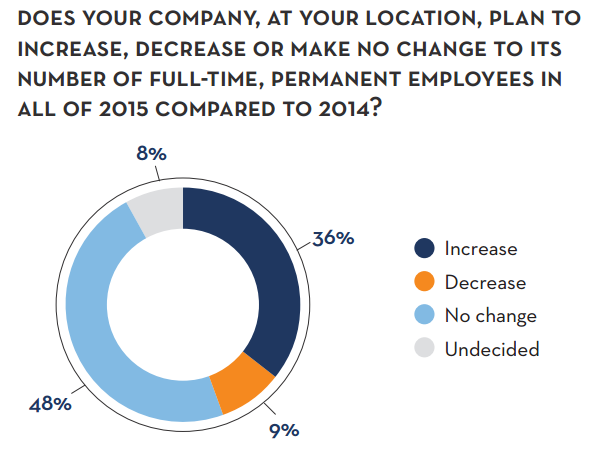 DOES YOUR COMPANY, AT YOUR LOCATION, PLAN TO
INCREASE, DECREASE OR MAKE NO CHANGE TO ITS
NUMBER OF FULL-TIME, PERMANENT EMPLOYEES IN
ALL OF 2015 COMPARED TO 2014?
8%
36%
48%
9%
Increase
Decrease
No change
Undecided